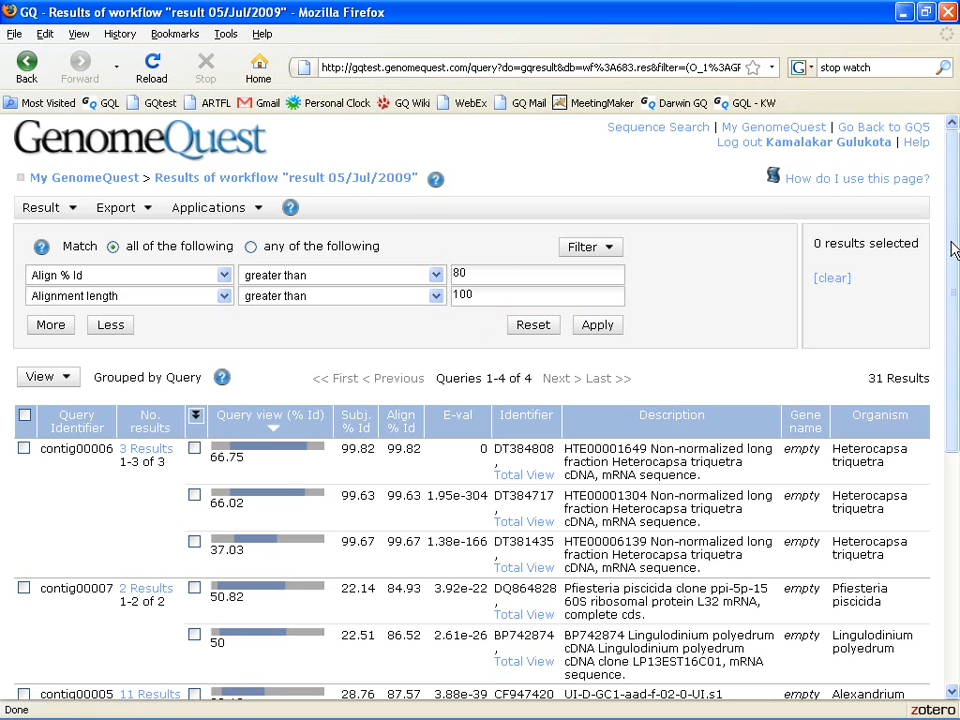 GQ - Results of workflow "result 05/Jul/2009" - Mozilla Firefox
File Edit View History Bookmarks Tools Help
Back Forward Reload Stop Home http://gqtest.genomequest.com/query?do=gqresult&db=wf%3A683.res&filter=(O_1%3AGF G stop watch
Most Visited GQL GQtest ARTFL Gmail Personal Clock GQ Wiki WebEx GQ Mail MeetingMaker Darwin GQ GQL - KW
GenomeQuest
Sequence Search | My GenomeQuest | Go Back to GQ5
Log out Kamalakar Gulukota | Help
My GenomeQuest > Results of workflow "result 05/Jul/2009" ?
How do I use this page?
Result Export Applications ?
? Match all of the following any of the following Filter
0 results selected
Align % Id greater than 80
[clear]
Alignment length greater than 100
More Less Reset Apply
View Grouped by Query ? << First < Previous Queries 1-4 of 4 Next > Last >> 31 Results
Query Identifier No. results Query view (% Id) Subj. % Id Align % Id E-val Identifier Description Gene name Organism
contig00006 3 Results 99.82 99.82 0 DT384808 HTE00001649 Non-normalized long empty Heterocapsa
1-3 of 3 66.75 , fraction Heterocapsa triquetra triquetra
Total View cDNA, mRNA sequence.
99.63 99.63 1.95e-304 DT384717 HTE00001304 Non-normalized long empty Heterocapsa
66.02 , fraction Heterocapsa triquetra triquetra
Total View cDNA, mRNA sequence.
99.67 99.67 1.38e-166 DT381435 HTE00006139 Non-normalized long empty Heterocapsa
37.03 , fraction Heterocapsa triquetra triquetra
Total View cDNA, mRNA sequence.
contig00007 2 Results 22.14 84.93 3.92e-22 DQ864828 Pfiesteria piscicida clone ppi-5p-15 empty Pfiesteria
1-2 of 2 50.82 , 60S ribosomal protein L32 mRNA, piscicida
Total View complete cds.
22.51 86.52 2.61e-26 BP742874 BP742874 Lingulodinium polyedrum empty Lingulodinium
50 , cDNA Lingulodinium polyedrum polyedrum
Total View cDNA clone LP13EST16C01, mRNA
sequence.
contig00005 11 Results 28.76 87.57 3.88e-39 CF947420 UI-D-GC1-aad-f-02-0-UI.s1 empty Alexandrium
Done zotero